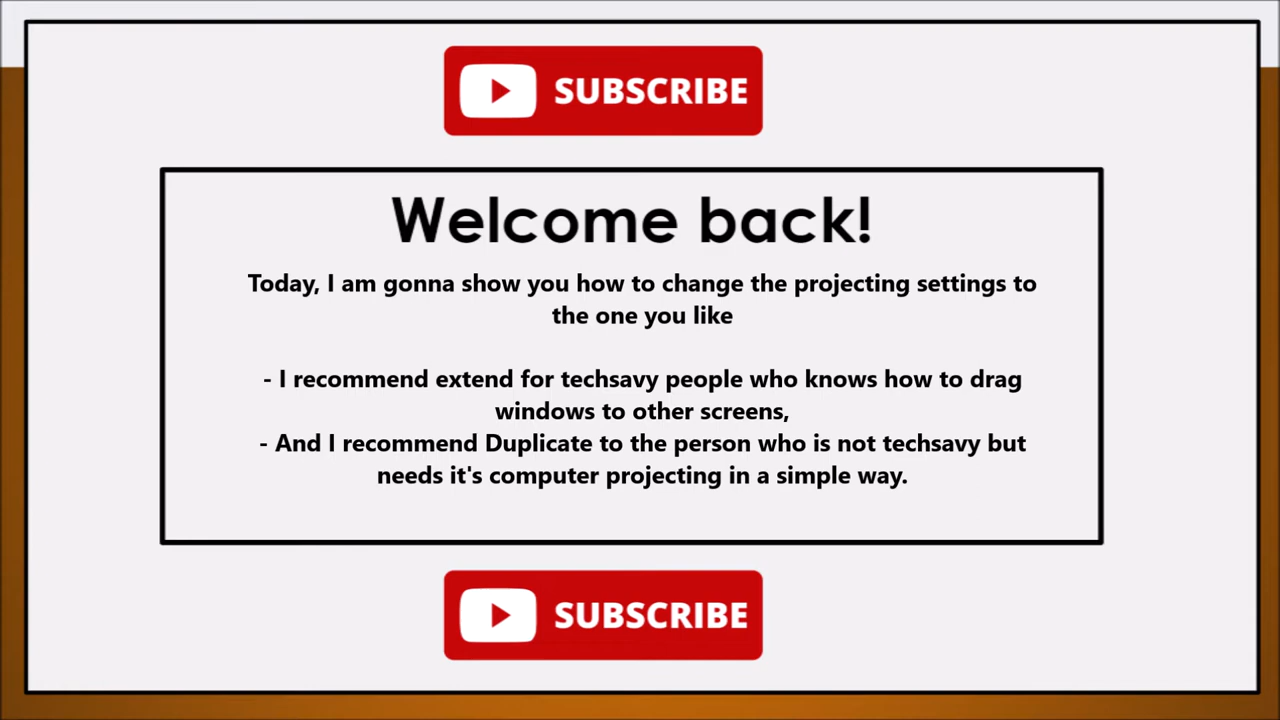 SUBSCRIBE
Welcome back!
Today, I am gonna show you how to change the projecting settings to
the one you like
- I recommend extend for techsavy people who knows how to drag
windows to other screens,
- And I recommend Duplicate to the person who is not techsavy but
needs it's computer projecting in a simple way.
SUBSCRIBE